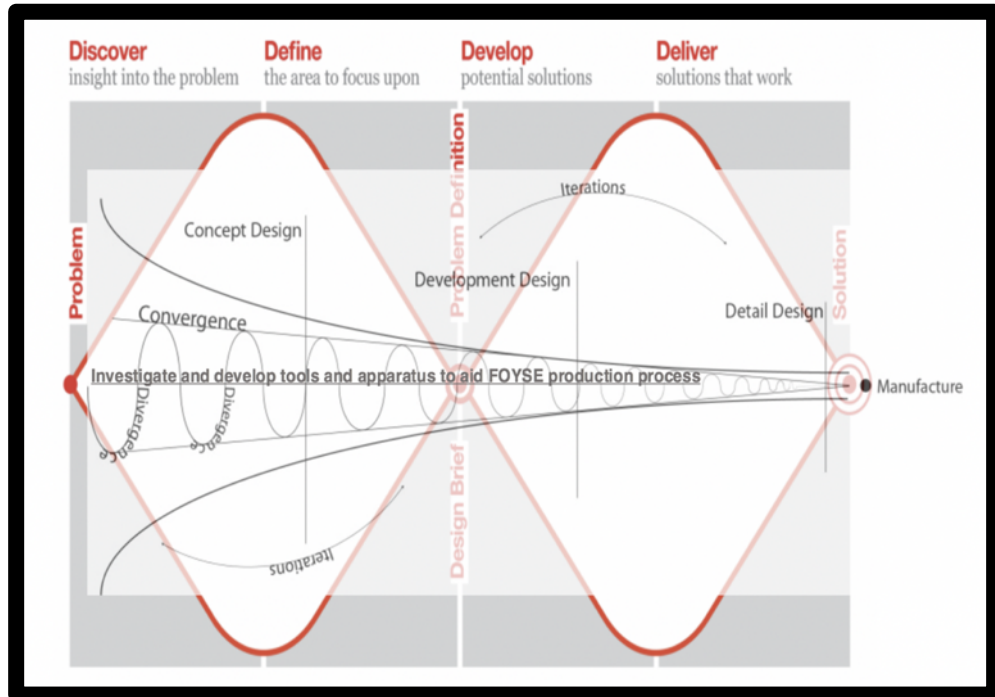 Discover
insight into the problem
Define
the area to focus upon
Develop
potential solutions
Deliver
solutions that work
Problem
Problem Definition
Design Brief
Solution
Iterations
Concept Design
Development Design
Detail Design
Convergence
Investigate and develop tools and apparatus to aid FOYSE production process
Manufacture
Divergence
Divergence
Iterations